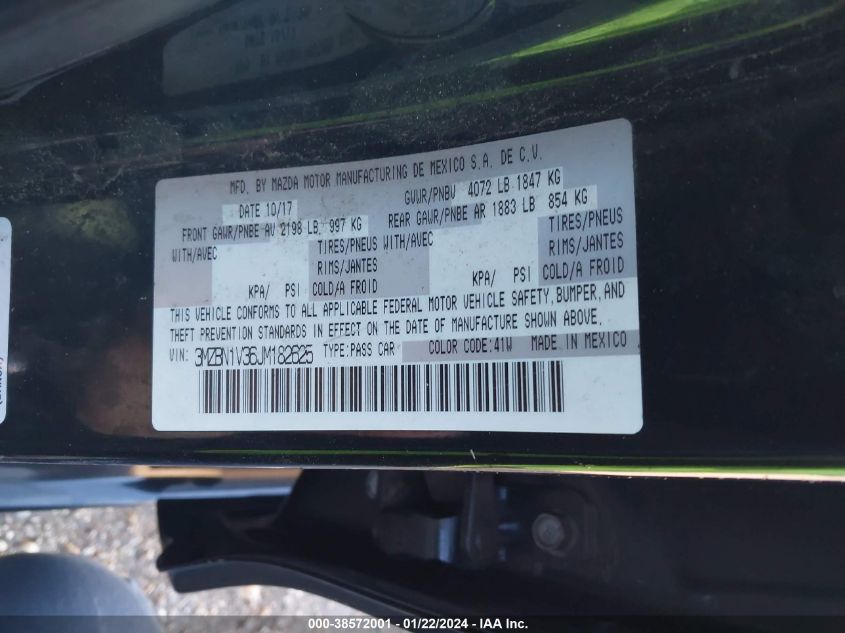 MFD. BY MAZDA MOTOR MANUFACTURING DE MEXICO S.A. DE C.V.
DATE 10/17 GVWR/PNBV 4072 LB 1847 KG
FRONT GAWR/PNBE AV 2198 LB 997 KG REAR GAWR/PNBE AR 1883 LB 854 KG
WITH/AVEC TIRES/PNEUS WITH/AVEC TIRES/PNEUS
RIMS/JANTES RIMS/JANTES
KPA/ PSI COLD/A FROID KPA/ PSI COLD/A FROID
THIS VEHICLE CONFORMS TO ALL APPLICABLE FEDERAL MOTOR VEHICLE SAFETY, BUMPER, AND
THEFT PREVENTION STANDARDS IN EFFECT ON THE DATE OF MANUFACTURE SHOWN ABOVE.
VIN: 3MZBN1V36JM182625 TYPE:PASS CAR COLOR CODE:41W MADE IN MEXICO
000-38572001 - 01/22/2024 - IAA Inc.